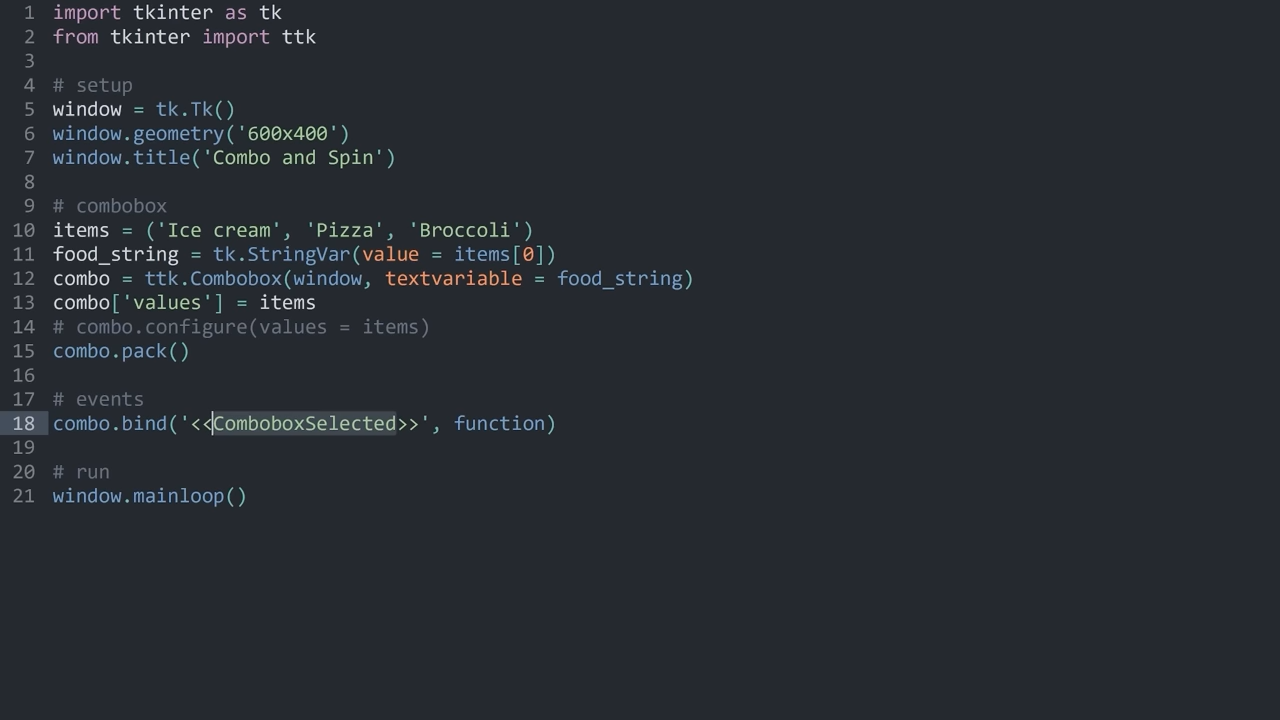 1 import tkinter as tk
2 from tkinter import ttk
3
4 # setup
5 window = tk.Tk()
6 window.geometry('600x400')
7 window.title('Combo and Spin')
8
9 # combobox
10 items = ('Ice cream', 'Pizza', 'Broccoli')
11 food_string = tk.StringVar(value = items[0])
12 combo = ttk.Combobox(window, textvariable = food_string)
13 combo['values'] = items
14 # combo.configure(values = items)
15 combo.pack()
16
17 # events
18 combo.bind('<<ComboboxSelected>>', function)
19
20 # run
21 window.mainloop()